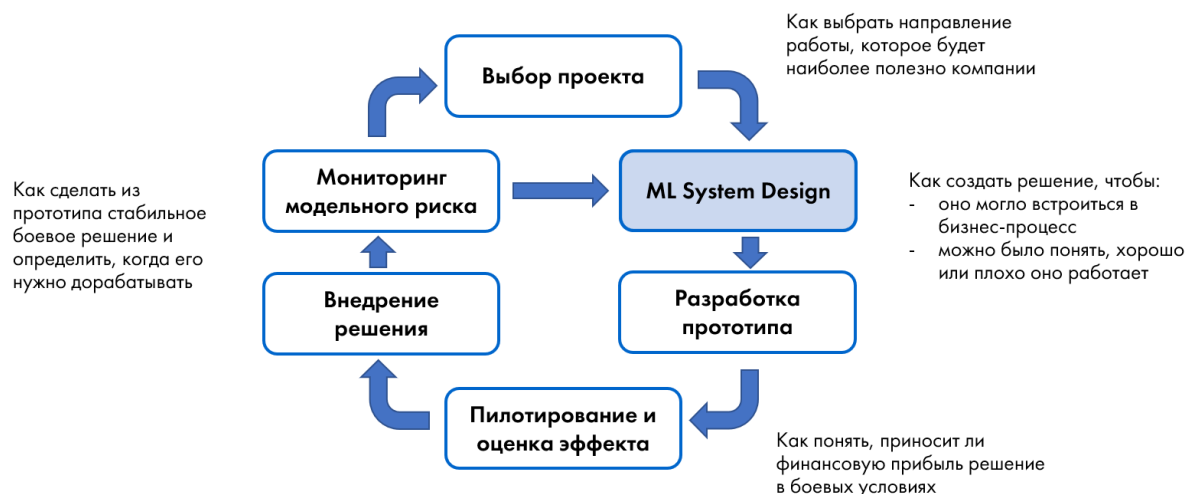 Как выбрать направление
работы, которое будет
наиболее полезно компании
Выбор проекта
Мониторинг
модельного риска
ML System Design
Как сделать из
прототипа стабильное
боевое решение и
определить, когда его
нужно дорабатывать
Как создать решение, чтобы:
- оно могло встроиться в
бизнес-процесс
- можно было понять, хорошо
или плохо оно работает
Внедрение
решения
Разработка
прототипа
Пилотирование и
оценка эффекта
Как понять, приносит ли
финансовую прибыль решение
в боевых условиях